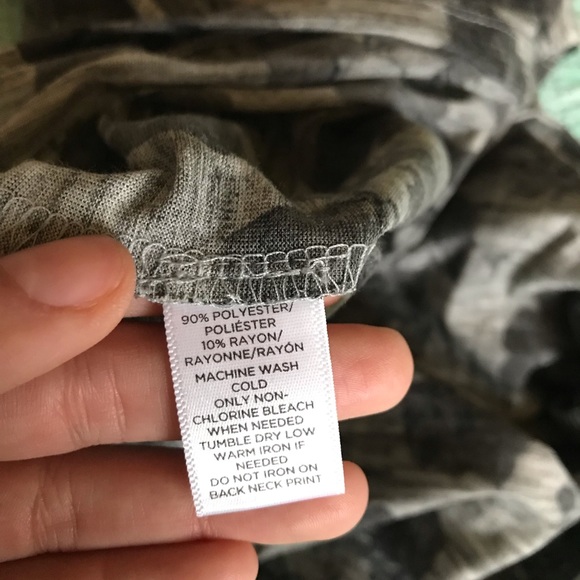 90% POLYESTER/
POLIÉSTER
10% RAYON/
RAYONNE/RAYÓN
MACHINE WASH
COLD
ONLY NON-
CHLORINE BLEACH
WHEN NEEDED
TUMBLE DRY LOW
WARM IRON IF
NEEDED
DO NOT IRON ON
BACK NECK PRINT